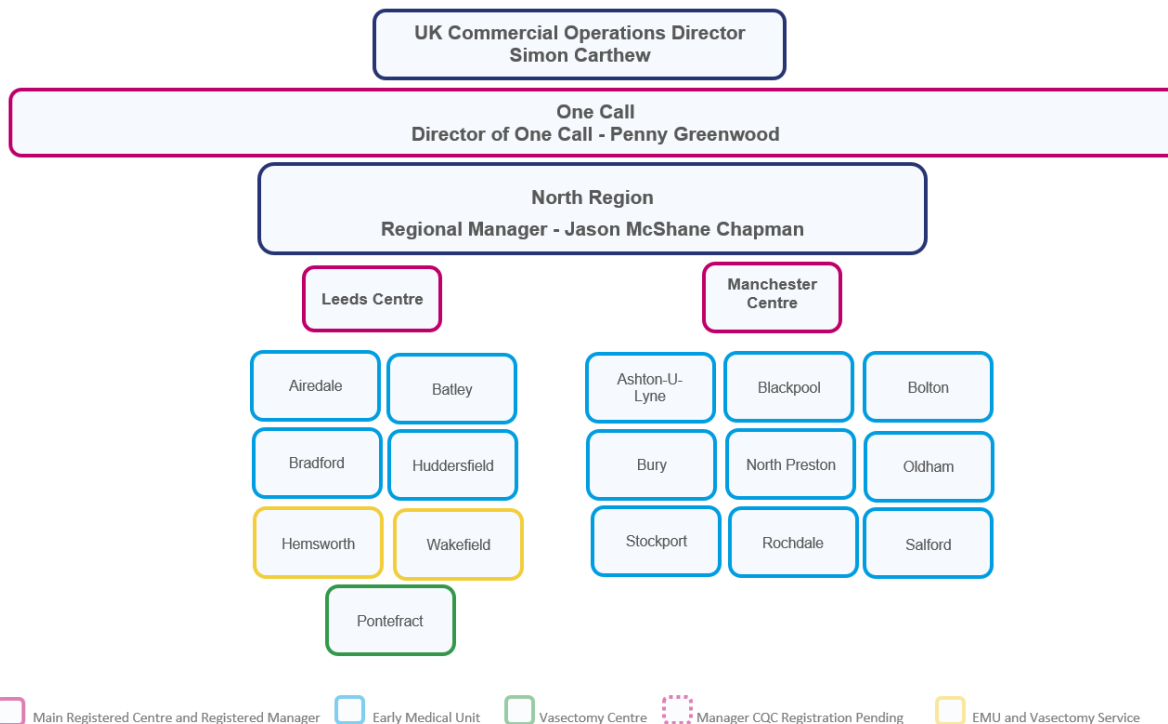 UK Commercial Operations Director
Simon Carthew
One Call
Director of One Call - Penny Greenwood
North Region
Regional Manager - Jason McShane Chapman
Leeds Centre
Manchester
Centre
Airedale
Batley
Ashton-U-
Lyne
Blackpool
Bolton
Bradford
Huddersfield
Bury
North Preston
Oldham
Hemsworth
Wakefield
Stockport
Rochdale
Salford
Pontefract
Main Registered Centre and Registered Manager
Early Medical Unit
Vasectomy Centre
Manager CQC Registration Pending
EMU and Vasectomy Service